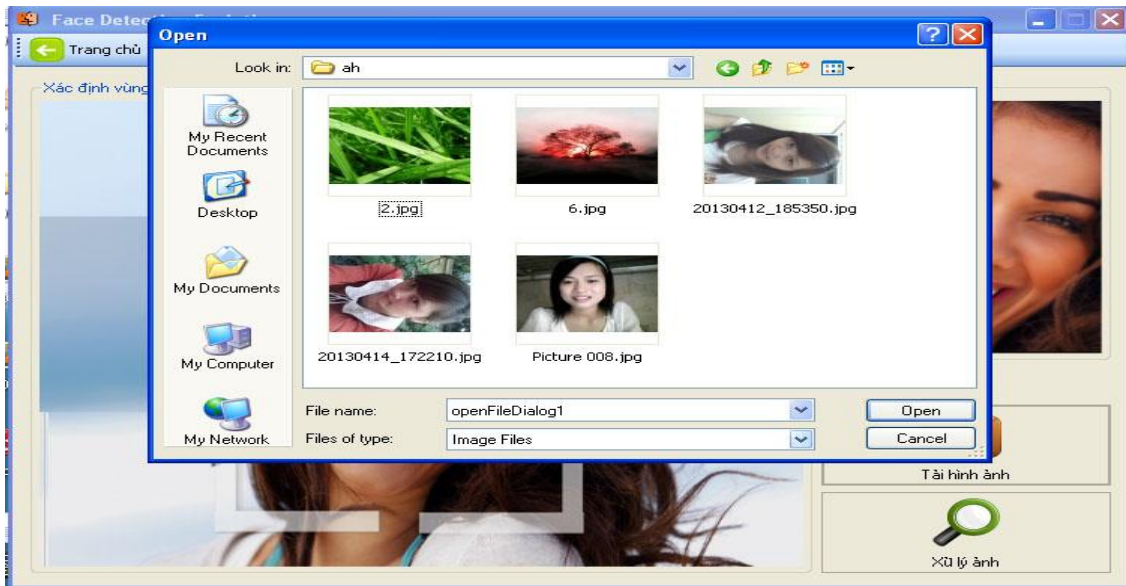 Face Detec
Trang chủ
Xác định vùng
Open
Look in:
ah
My Recent
Documents
Desktop
My Documents
My Computer
My Network
2.jpg
6.jpg
20130412_185350.jpg
20130414_172210.jpg
Picture 008.jpg
File name:
openFileDialog1
Open
Files of type:
Image Files
Cancel
Tải hình ảnh
Xử lý ảnh